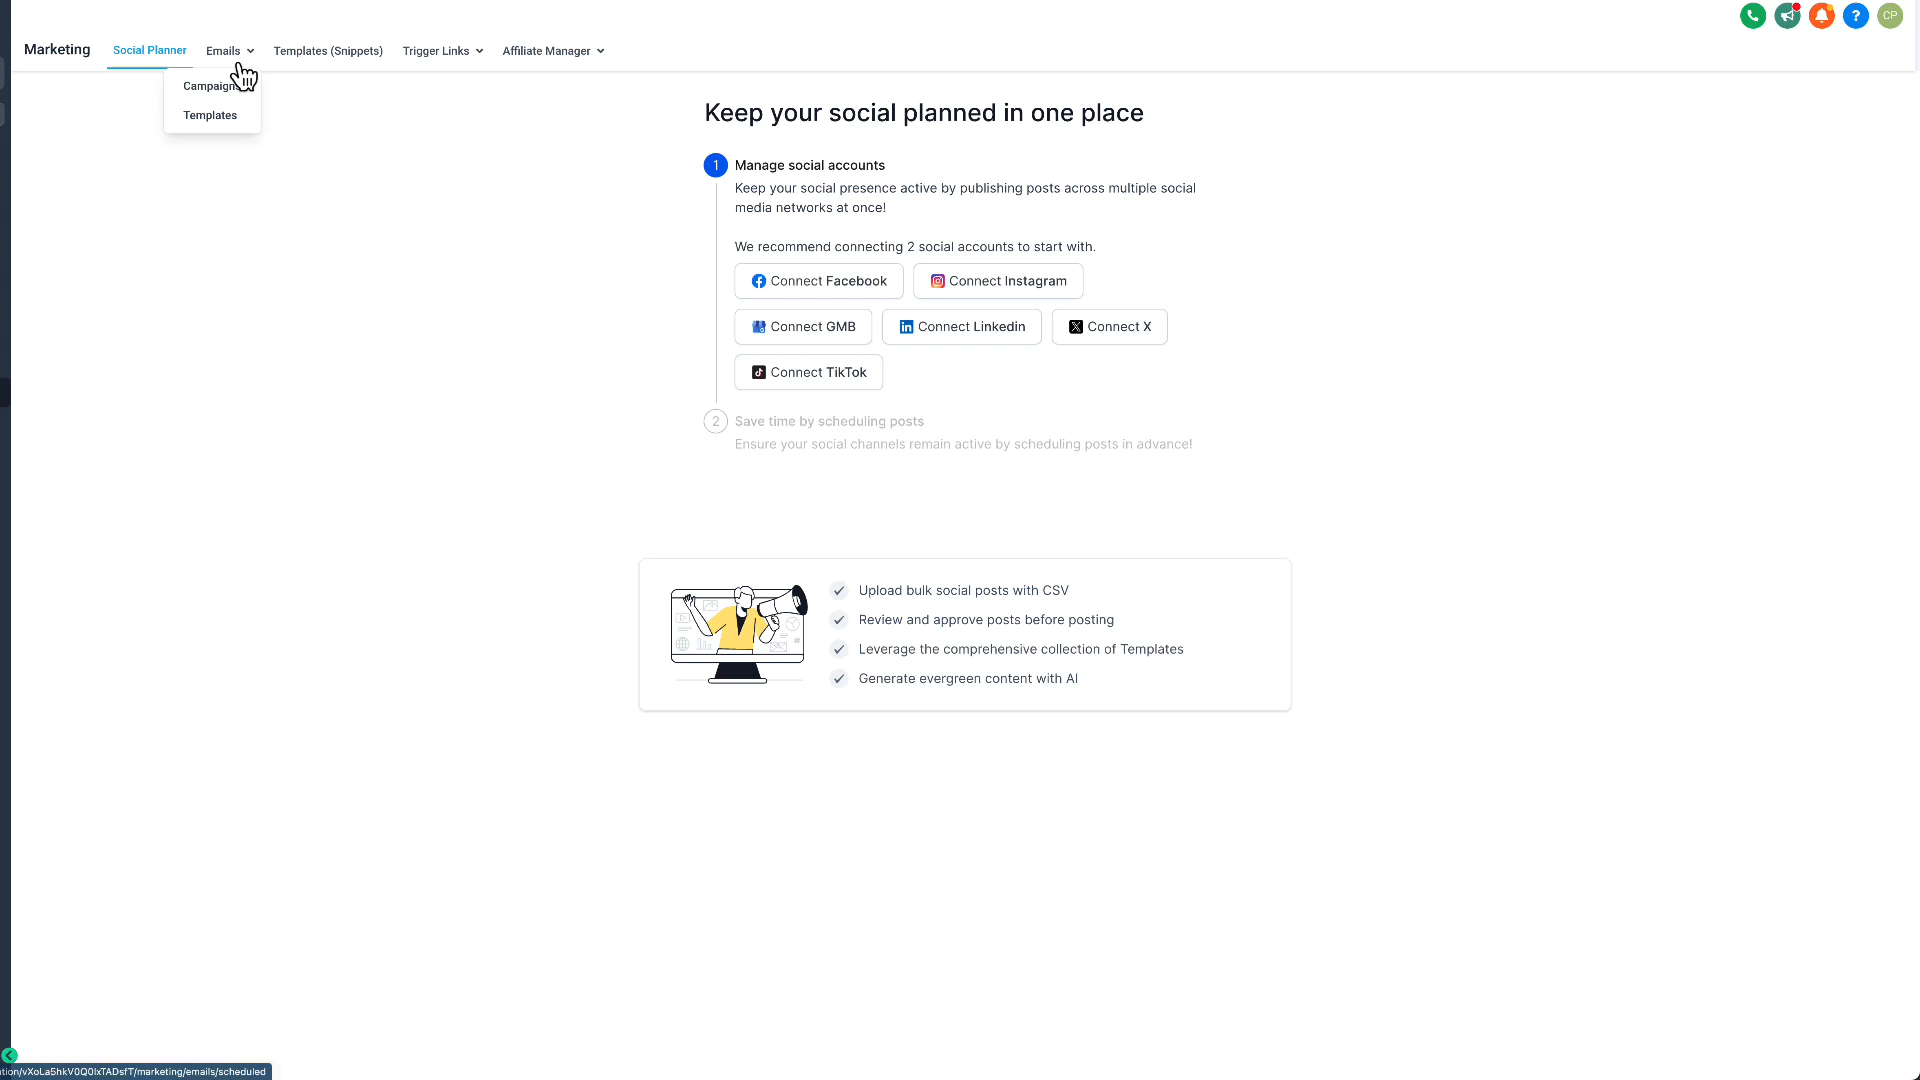 CP
?
Marketing
Social Planner
Emails
Templates (Snippets)
Trigger Links
Affiliate Manager
Campaigns
Templates
Keep your social planned in one place
1
Manage social accounts
Keep your social presence active by publishing posts across multiple social
media networks at once!
We recommend connecting 2 social accounts to start with.
Connect Facebook
Connect Instagram
Connect GMB
Connect Linkedin
Connect X
Connect TikTok
2
Save time by scheduling posts
Ensure your social channels remain active by scheduling posts in advance!
Upload bulk social posts with CSV
Review and approve posts before posting
Leverage the comprehensive collection of Templates
Generate evergreen content with AI